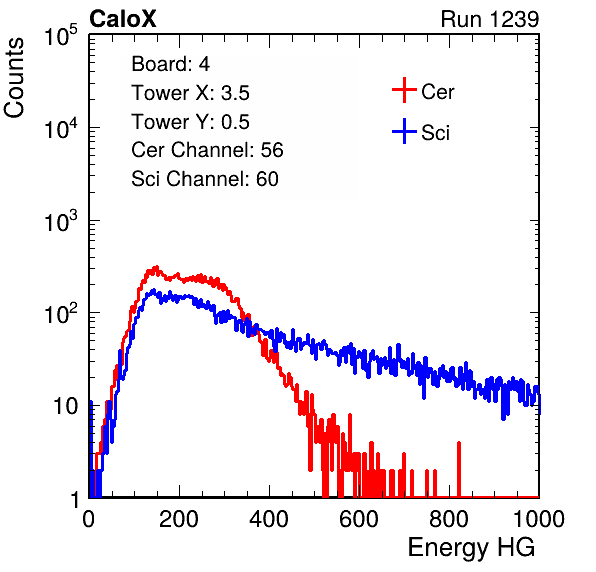 CaloX Run 1239
Counts
Board: 4
Tower X: 3.5
Tower Y: 0.5
Cer Channel: 56
Sci Channel: 60
Cer
Sci
10^5
10^4
10^3
10^2
10
1
0 200 400 600 800 1000
Energy HG